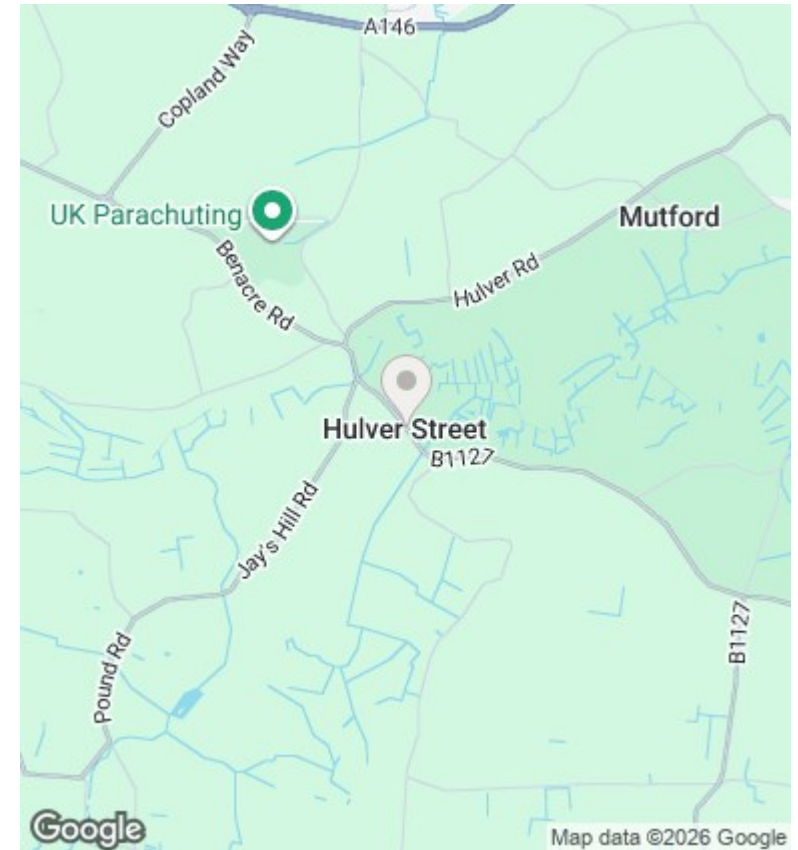 A146
Copland Way
UK Parachuting
Mutford
Benacre Rd
Hulver Rd
Hulver Street
B1127
Jay's Hill Rd
B1127
Pound Rd
Google
Map data ©2026 Google